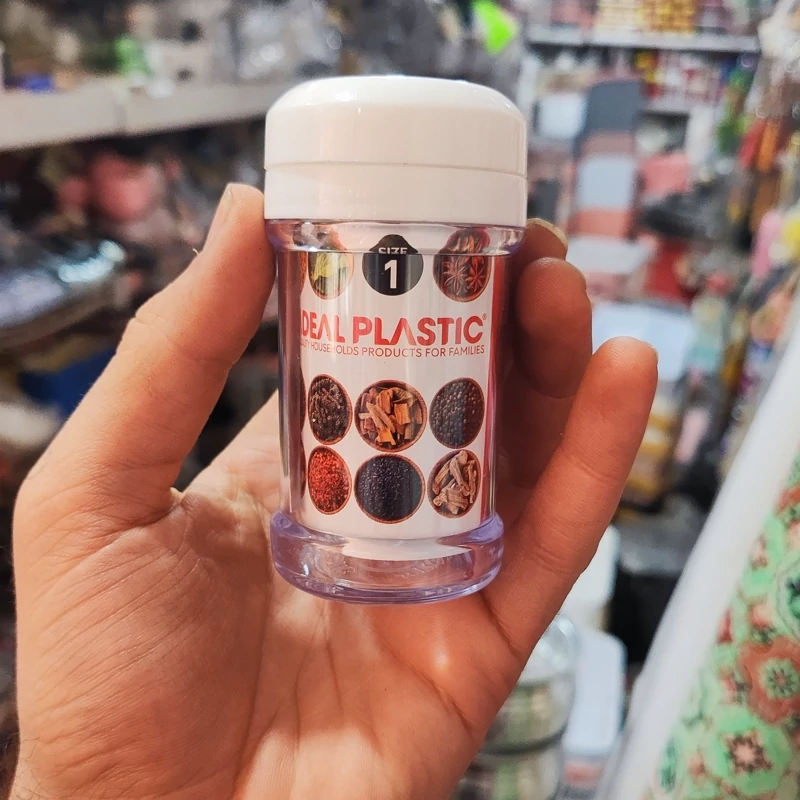 SIZE
1
DEAL PLASTIC®
HOUSEHOLDS PRODUCTS FOR FAMILIES